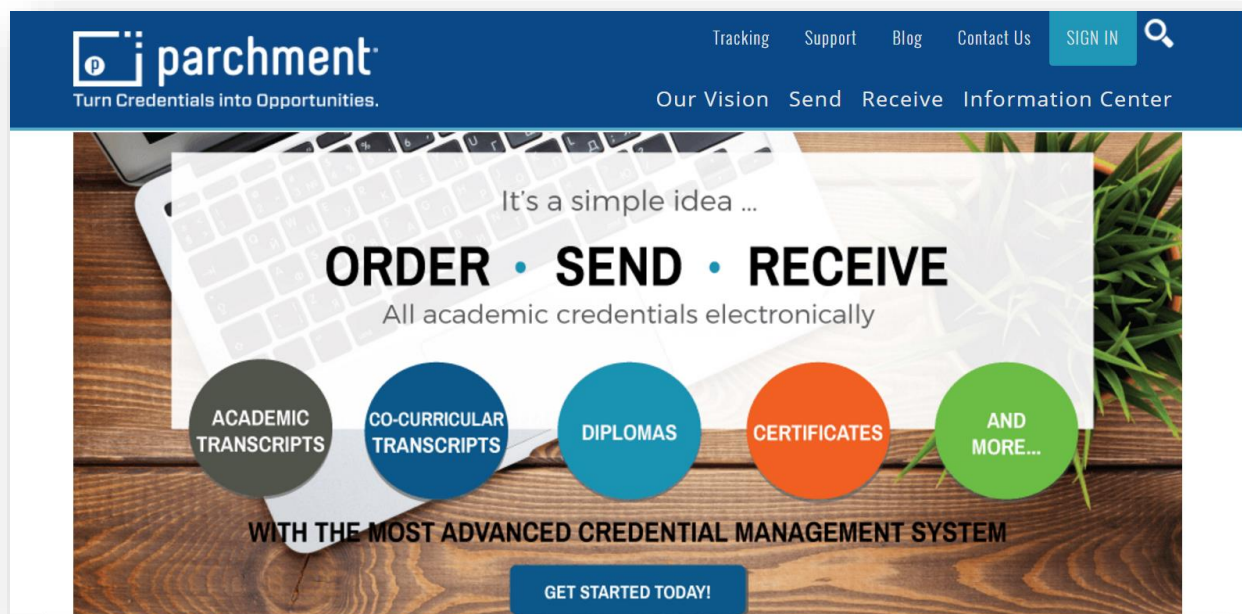 parchment
Turn Credentials into Opportunities.
Tracking Support Blog Contact Us SIGN IN
Our Vision Send Receive Information Center
It's a simple idea ...
ORDER • SEND • RECEIVE
All academic credentials electronically
ACADEMIC
TRANSCRIPTS
CO-CURRICULAR
TRANSCRIPTS
DIPLOMAS
CERTIFICATES
AND
MORE...
WITH THE MOST ADVANCED CREDENTIAL MANAGEMENT SYSTEM
GET STARTED TODAY!